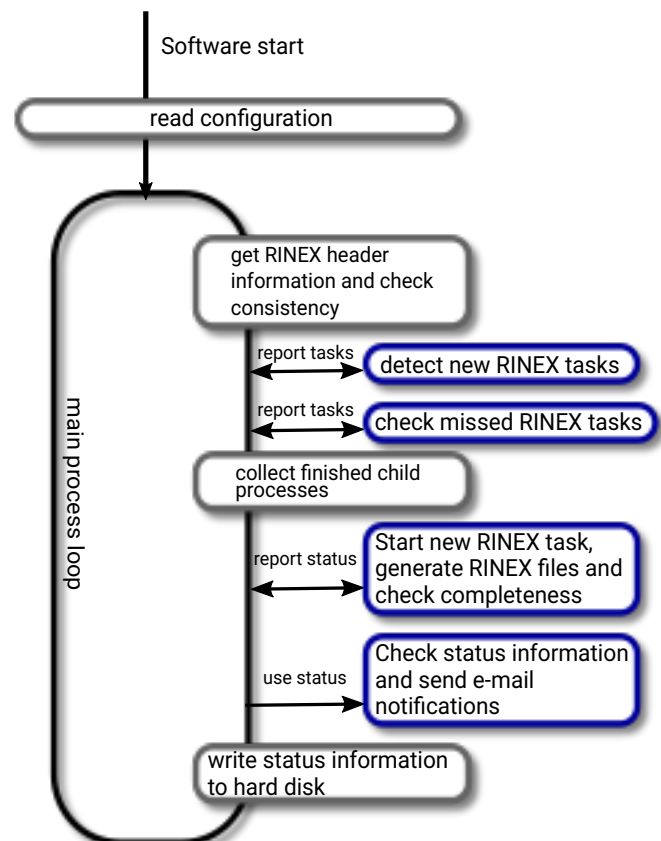 Software start
read configuration
get RINEX header
information and check
consistency
report tasks
detect new RINEX tasks
report tasks
check missed RINEX tasks
main process loop
collect finished child
processes
report status
Start new RINEX task,
generate RINEX files and
check completeness
use status
Check status information
and send e-mail
notifications
write status information
to hard disk